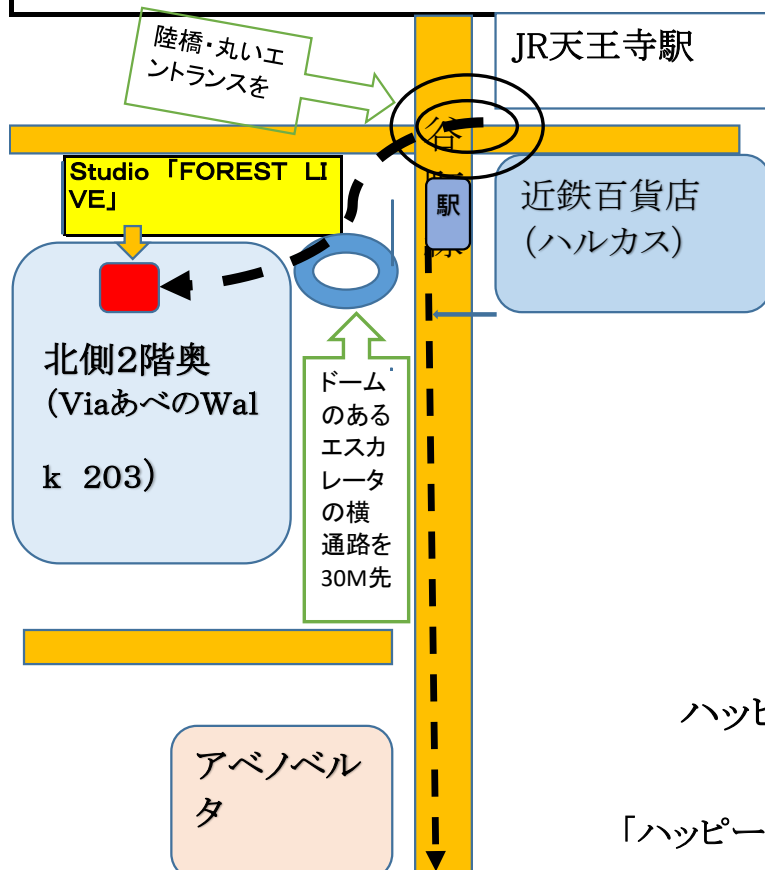 陸橋・丸いエ
ントランスを
JR天王寺駅
谷
駅
Studio 「FOREST LI
VE」
近鉄百貨店
(ハルカス)
北側2階奥
(ViaあべのWal
k 203)
ドーム
のある
エスカ
レータ
の横
通路を
30M先
アベノベル
タ
ハッピ
「ハッピー